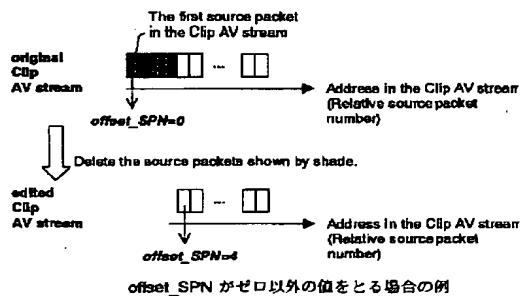 The first source packet
in the Clip AV stream
original
Clip
AV stream
...
Address in the Clip AV stream
(Relative source packet
number)
offset_SPN=0
Delete the source packets shown by shade.
edited
Clip
AV stream
...
Address in the Clip AV stream
(Relative source packet
number)
offset_SPN=4
offset_SPN がゼロ以外の値をとる場合の例